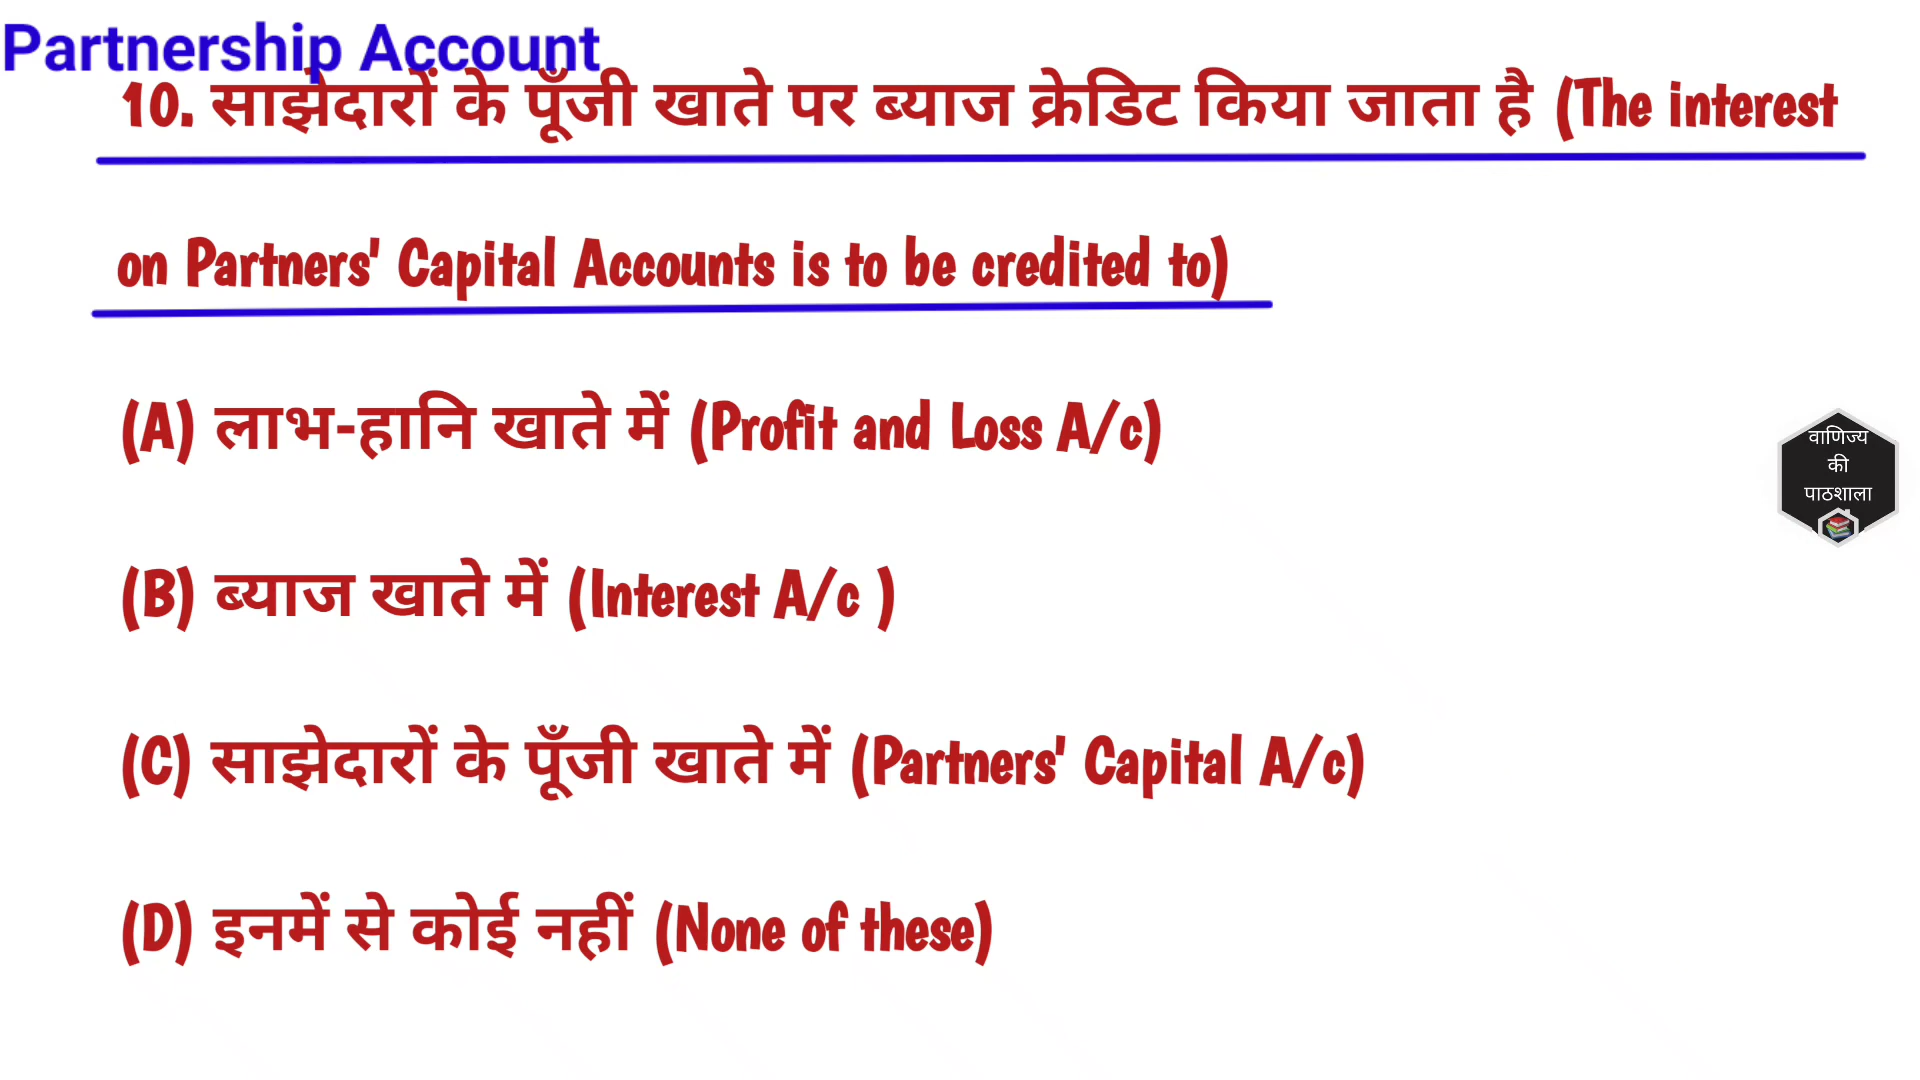 Partnership Account
10. साझेदारों के पूँजी खाते पर ब्याज क्रेडिट किया जाता है (The interest
on Partners' Capital Accounts is to be credited to)
(A) लाभ-हानि खाते में (Profit and Loss A/c)
(B) ब्याज खाते में (Interest A/c )
(C) साझेदारों के पूँजी खाते में (Partners' Capital A/c)
(D) इनमें से कोई नहीं (None of these)
वाणिज्य
की
पाठशाला